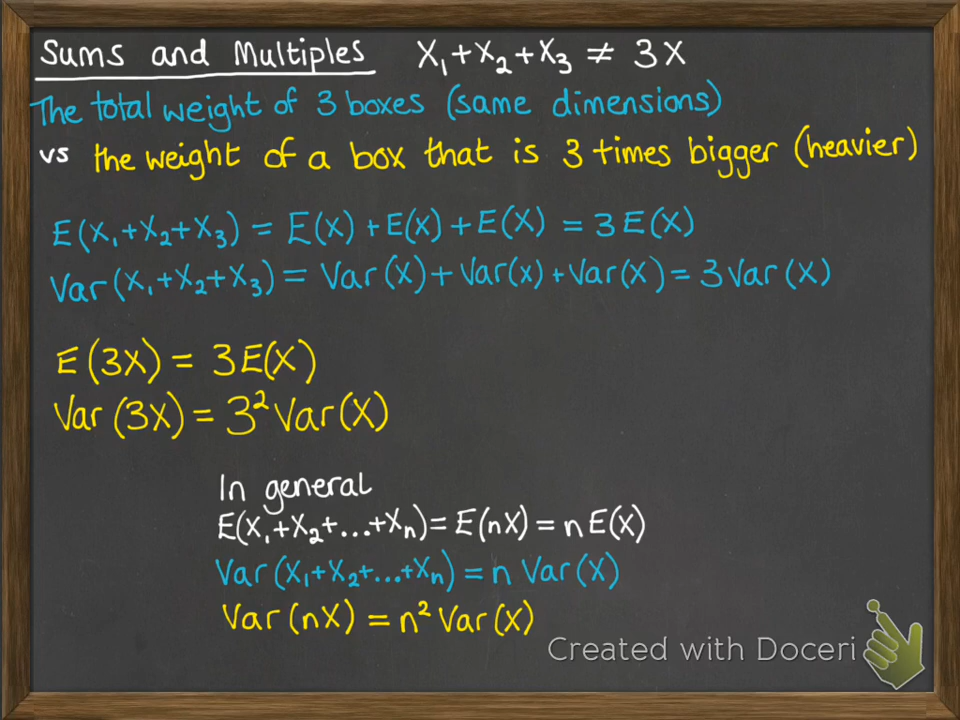 Sums and Multiples X₁+X₂+X₃ ≠ 3X
The total weight of 3 boxes (same dimensions)
vs the weight of a box that is 3 times bigger (heavier)
E(X₁+X₂+X₃) = E(X)+E(X)+E(X) = 3E(X)
Var(X₁+X₂+X₃) = Var(X)+Var(X)+Var(X) = 3Var(X)
E(3X) = 3E(X)
Var(3X) = 3²Var(X)
In general
E(X₁+X₂+...+Xₙ) = E(nX) = nE(X)
Var(X₁+X₂+...+Xₙ) = n Var(X)
Var(nX) = n² Var(X)
Created with Doceri